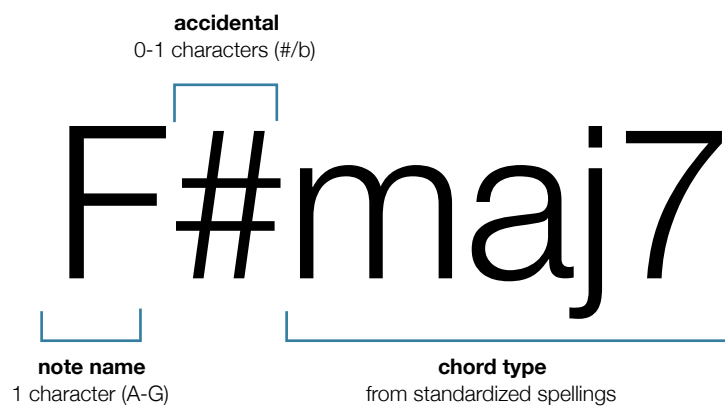 accidental
0-1 characters (#/b)
F#maj7
note name
1 character (A-G)
chord type
from standardized spellings